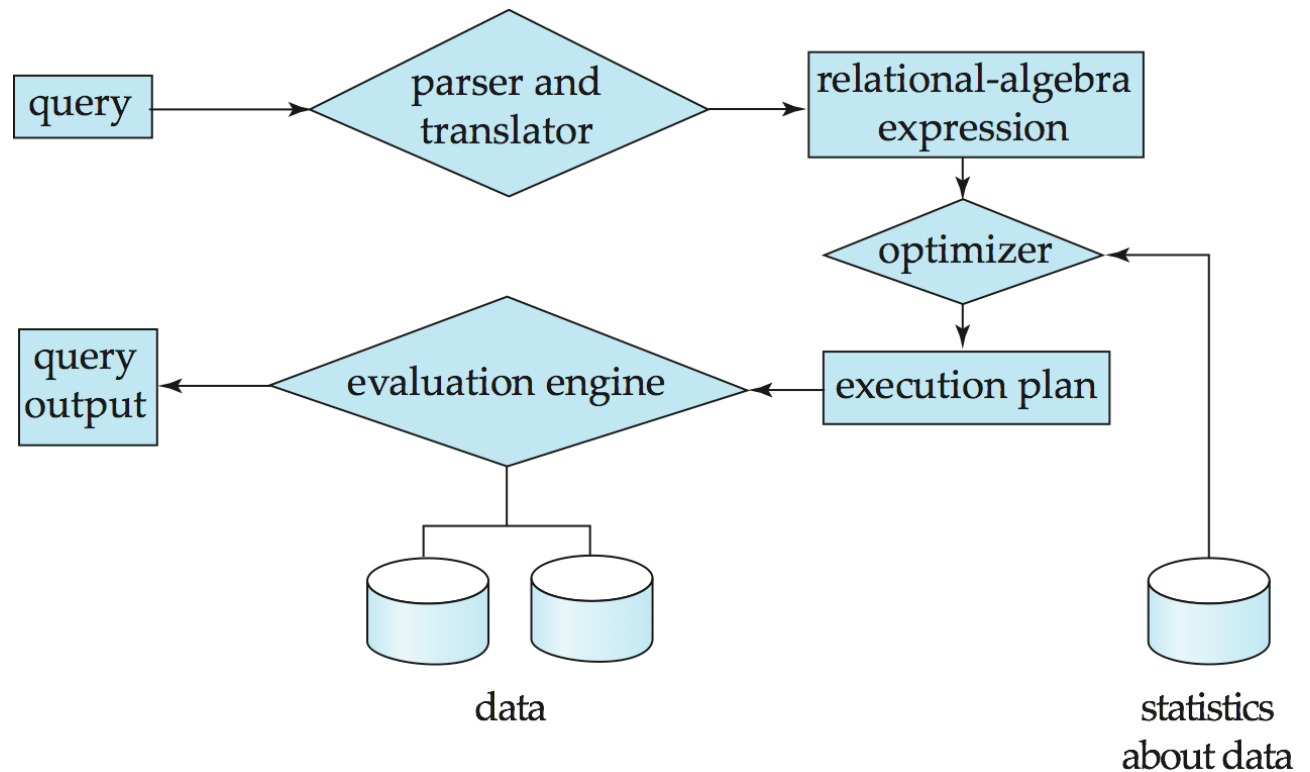 query
parser and
translator
relational-algebra
expression
optimizer
query
output
evaluation engine
execution plan
data
statistics
about data